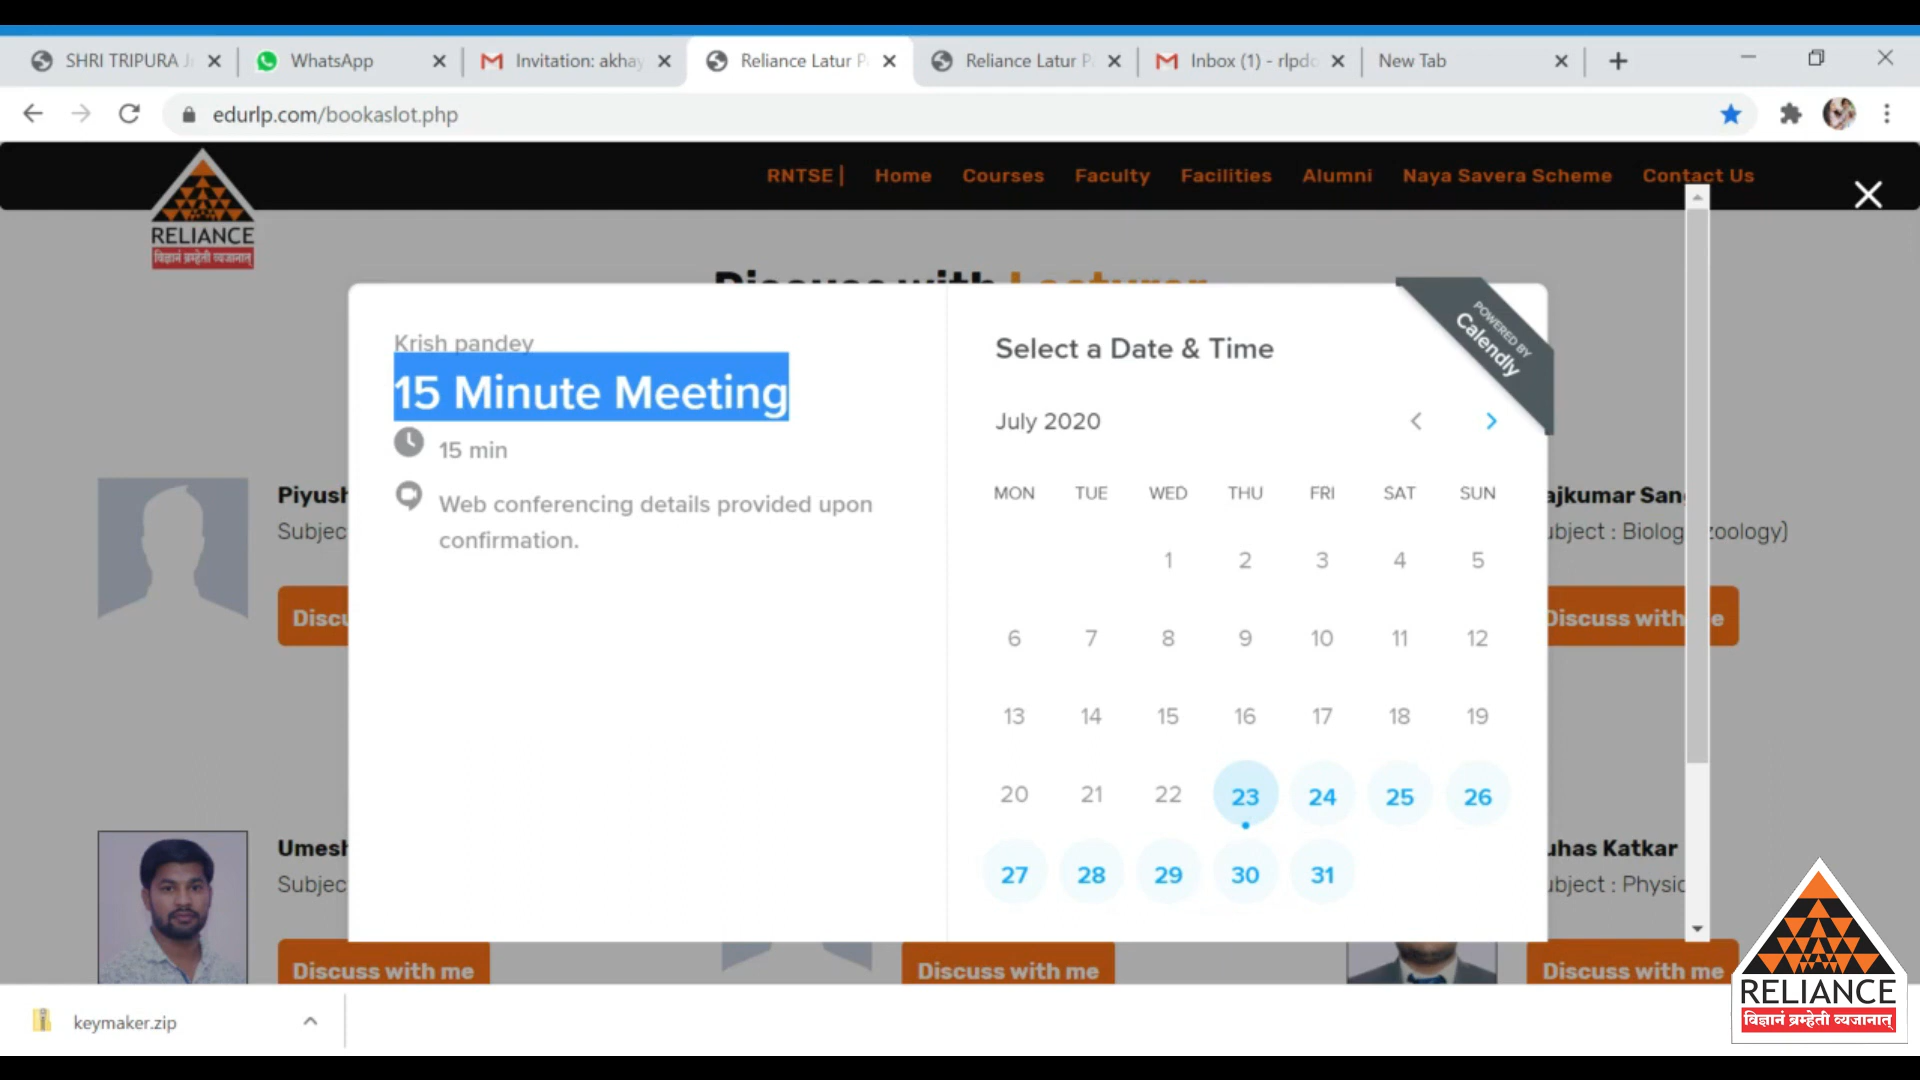 SHRI TRIPURA
WhatsApp
Invitation: akha
Reliance Latur P
Reliance Latur P
Inbox (1) - rlpdo
New Tab
edurlp.com/bookaslot.php
RNTSE |
Home
Courses
Faculty
Facilities
Alumni
Naya Savera Scheme
Contact Us
RELIANCE
विज्ञानं ब्रम्हेती व्यजानात्
Discuss with Lecturer
Krish pandey
15 Minute Meeting
15 min
Web conferencing details provided upon
confirmation.
Select a Date & Time
POWERED BY
Calendly
July 2020
MON TUE WED THU FRI SAT SUN
1 2 3 4 5
6 7 8 9 10 11 12
13 14 15 16 17 18 19
20 21 22 23 24 25 26
27 28 29 30 31
Piyush
Subjec
Discu
ajkumar San
ubject : Biolog zoology)
Discuss with e
Umesh
Subjec
Discuss with me
Discuss with me
uhas Katkar
ubject : Physic
Discuss with me
keymaker.zip
RELIANCE
विज्ञानं ब्रम्हेती व्यजानात्